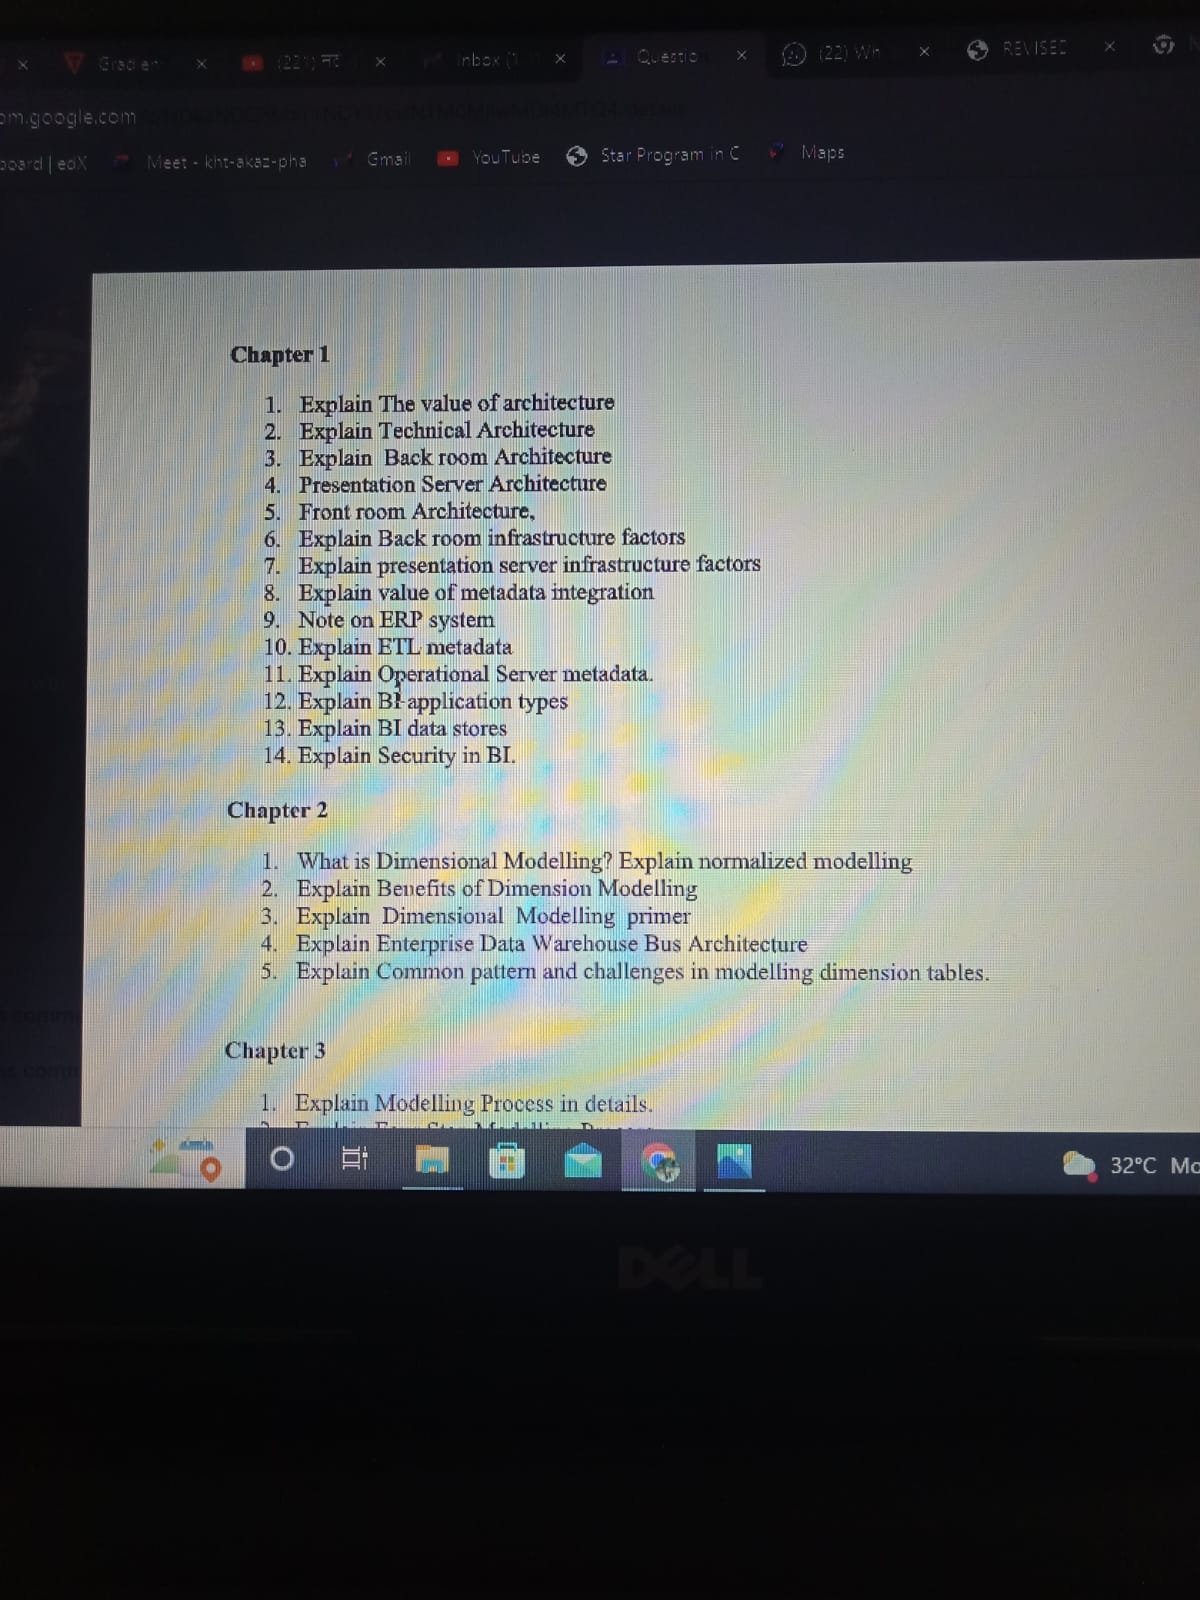 Gradien
(221)
Inbox (1
Questio
(22) Wh
REVISED
om.google.com
board | edX
Meet - kht-akaz-pha
Gmail
YouTube
Star Program in C
Maps
Chapter 1
1. Explain The value of architecture
2. Explain Technical Architecture
3. Explain Back room Architecture
4. Presentation Server Architecture
5. Front room Architecture,
6. Explain Back room infrastructure factors
7. Explain presentation server infrastructure factors
8. Explain value of metadata integration
9. Note on ERP system
10. Explain ETL metadata
11. Explain Operational Server metadata.
12. Explain BI application types
13. Explain BI data stores
14. Explain Security in BI.
Chapter 2
1. What is Dimensional Modelling? Explain normalized modelling
2. Explain Benefits of Dimension Modelling
3. Explain Dimensional Modelling primer
4. Explain Enterprise Data Warehouse Bus Architecture
5. Explain Common pattern and challenges in modelling dimension tables.
Chapter 3
1. Explain Modelling Process in details.
32°C Mo
DELL